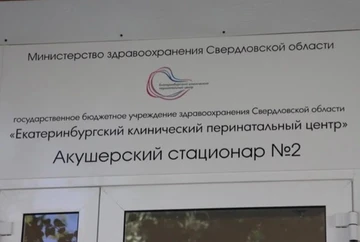 Министерство здравоохранения Свердловской области
государственное бюджетное учреждение здравоохранения Свердловской области
«Екатеринбургский клинический перинатальный центр»
Акушерский стационар №2